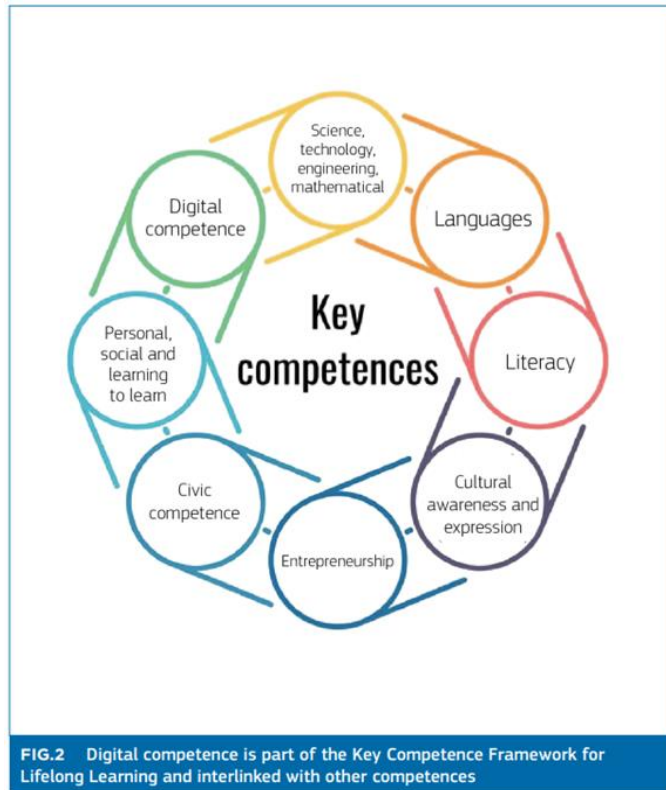 Science,
technology,
engineering,
mathematical
Digital
competence
Languages
Key
competences
Personal,
social and
learning
to learn
Literacy
Civic
competence
Cultural
awareness and
expression
Entrepreneurship
FIG.2 Digital competence is part of the Key Competence Framework for
Lifelong Learning and interlinked with other competences